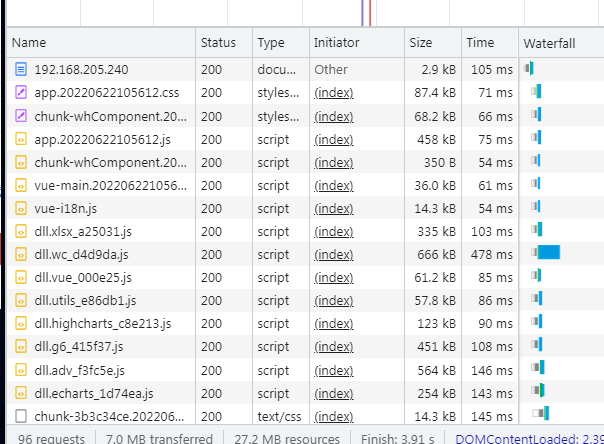 Name Status Type Initiator Size Time Waterfall
192.168.205.240 200 docu... Other 2.9 kB 105 ms
app.20220622105612.css 200 styles... (index) 87.4 kB 71 ms
chunk-whComponent.20... 200 styles... (index) 68.2 kB 66 ms
app.20220622105612.js 200 script (index) 458 kB 75 ms
chunk-whComponent.20... 200 script (index) 350 B 54 ms
vue-main.202206221056... 200 script (index) 36.0 kB 61 ms
vue-i18n.js 200 script (index) 14.3 kB 54 ms
dll.xlsx_a25031.js 200 script (index) 335 kB 103 ms
dll.wc_d4d9da.js 200 script (index) 666 kB 478 ms
dll.vue_000e25.js 200 script (index) 61.2 kB 85 ms
dll.utils_e86db1.js 200 script (index) 57.8 kB 86 ms
dll.highcharts_c8e213.js 200 script (index) 123 kB 90 ms
dll.g6_415f37.js 200 script (index) 451 kB 108 ms
dll.adv_f3fc5e.js 200 script (index) 564 kB 146 ms
dll.echarts_1d74ea.js 200 script (index) 254 kB 143 ms
chunk-3b3c34ce.202206... 200 text/css (index) 14.3 kB 145 ms
96 requests 7.0 MB transferred 27.2 MB resources Finish: 3.91 s DOMContentLoaded: 2.39